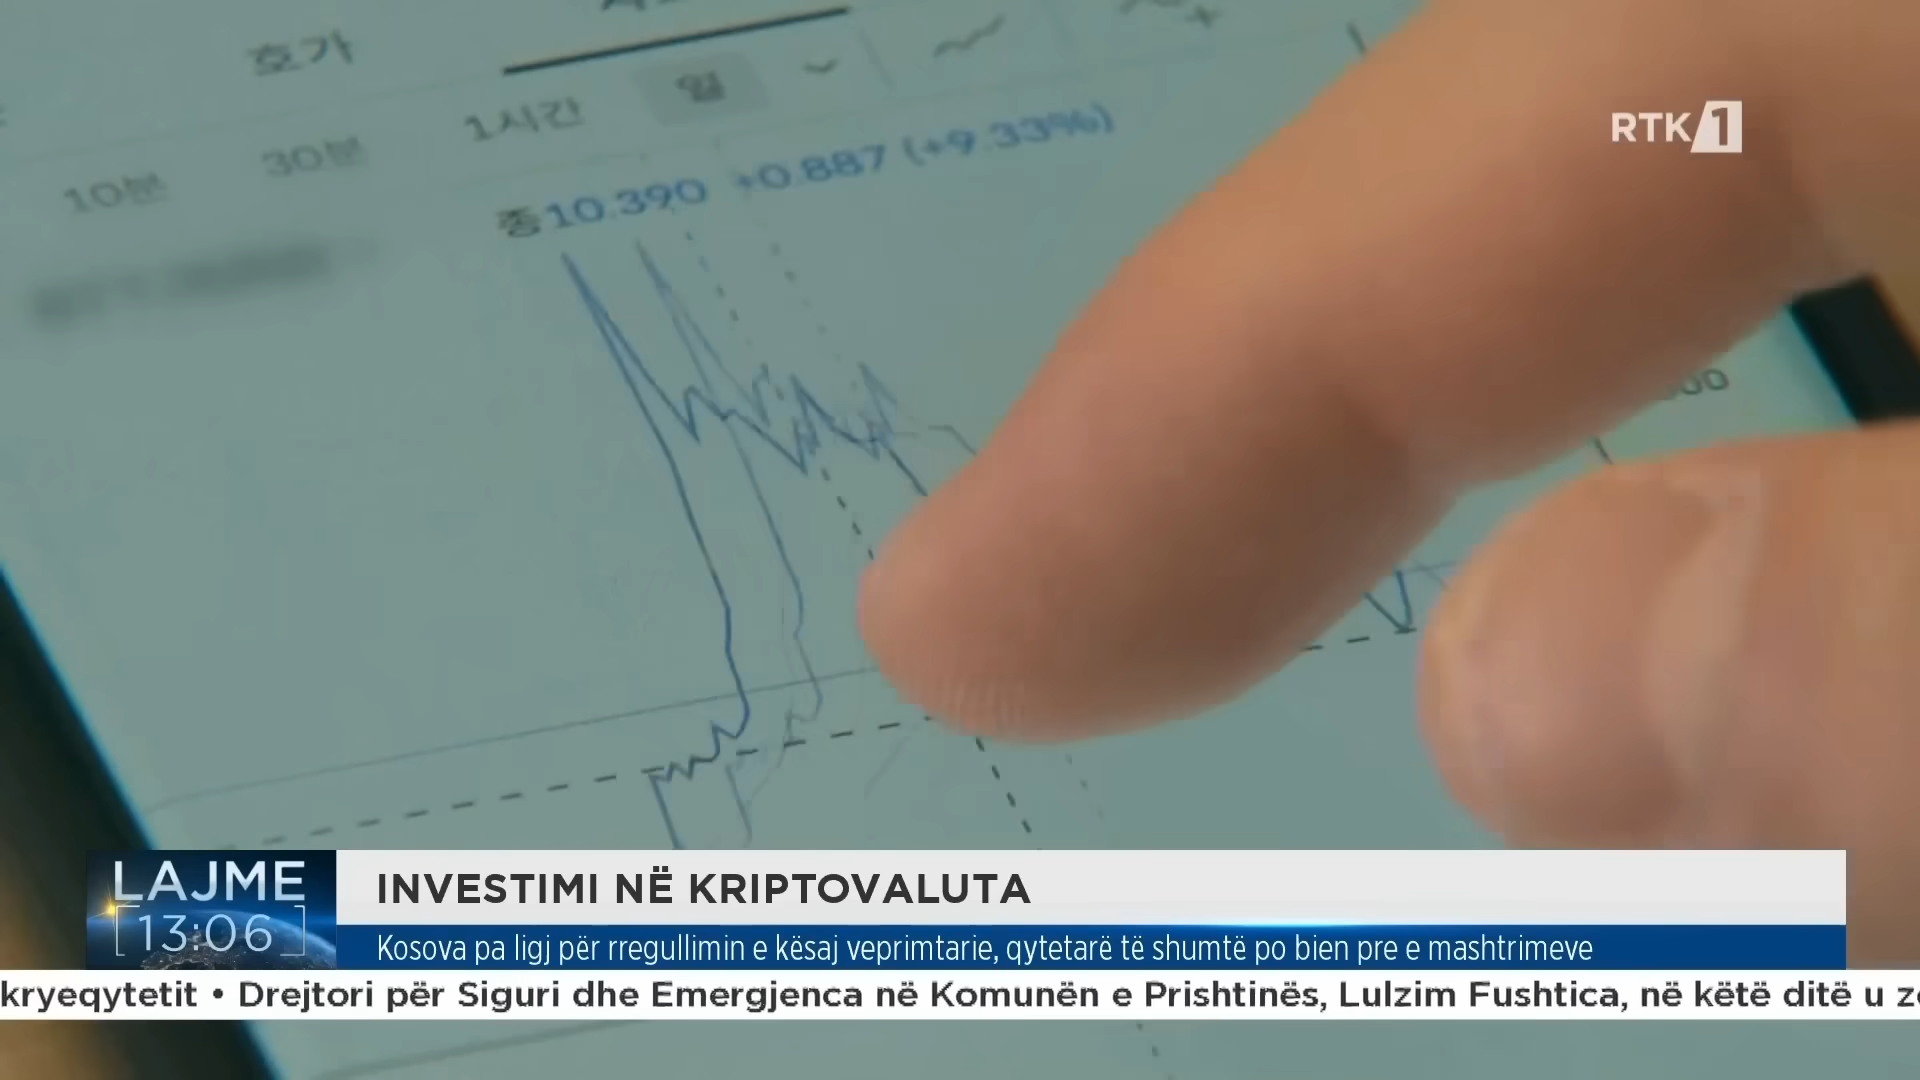 호가
일
1시간
30분
10분
종10.390 +0.887 (+9.33%)
RTK 1
LAJME
13:06
INVESTIMI NË KRIPTOVALUTA
Kosova pa ligj për rregullimin e kësaj veprimtarie, qytetarë të shumtë po bien pre e mashtrimeve
kryeqytetit • Drejtori për Siguri dhe Emergjenca në Komunën e Prishtinës, Lulzim Fushtica, në këtë ditë u